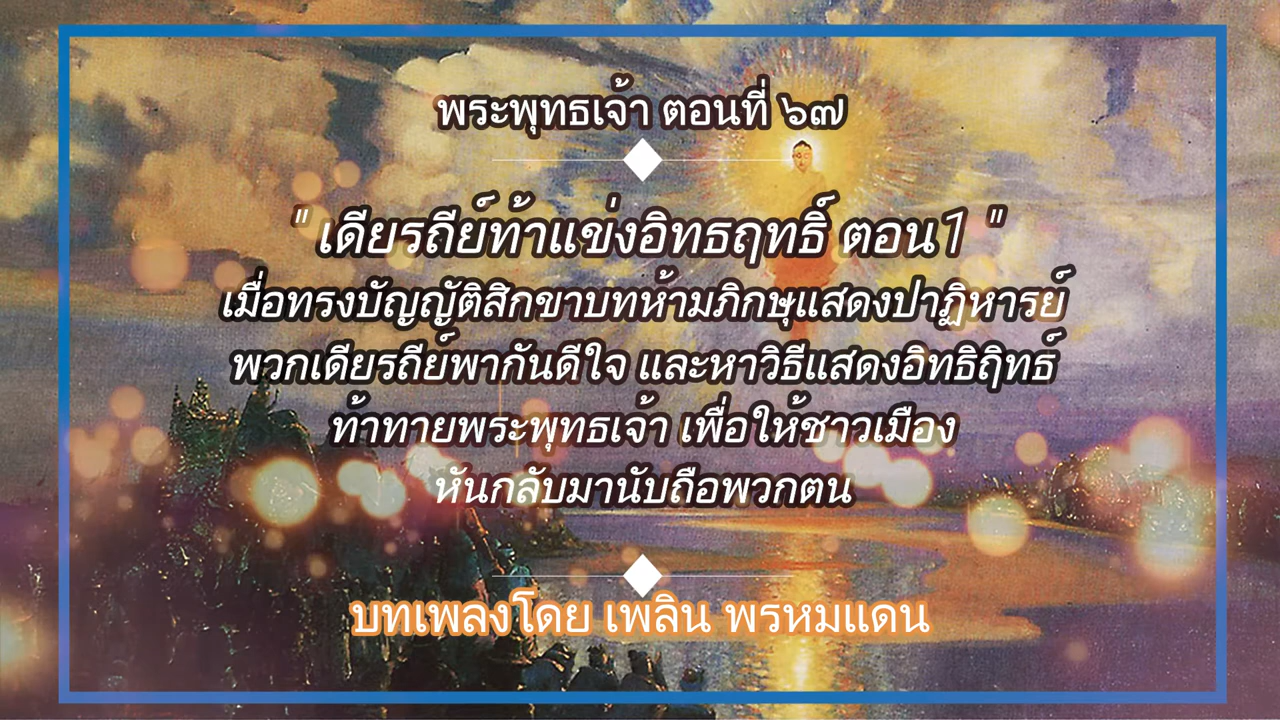 พระพุทธเจ้า ตอนที่ ๖๗
" เดียรถีย์ท้าแข่งอิทธฤทธิ์ ตอน1 "
เมื่อทรงบัญญัติสิกขาบทห้ามภิกษุแสดงปาฏิหารย์
พวกเดียรถีย์พากันดีใจ และหาวิธีแสดงอิทธิฤิทธ์
ท้าทายพระพุทธเจ้า เพื่อให้ชาวเมือง
หันกลับมานับถือพวกตน
บทเพลงโดย เพลิน พรหมแดน